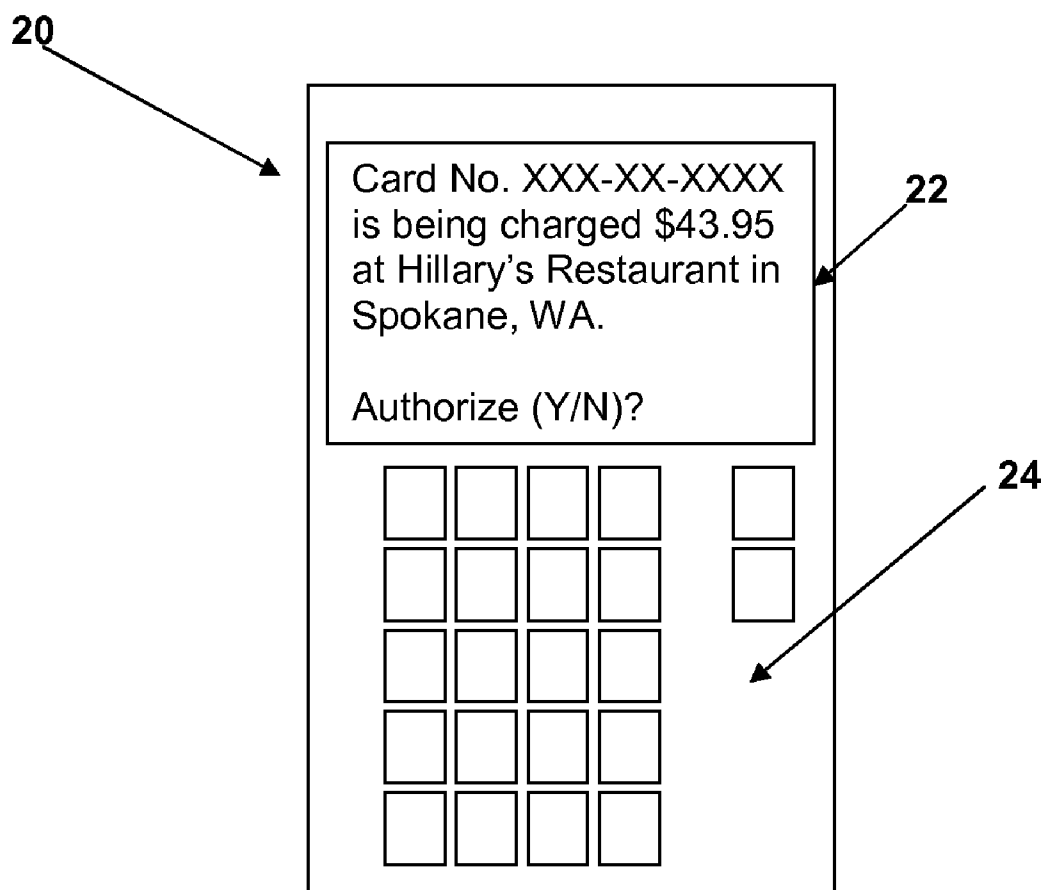 20
Card No. XXX-XX-XXXX
is being charged $43.95
at Hillary’s Restaurant in
Spokane, WA.
Authorize (Y/N)?
22
24